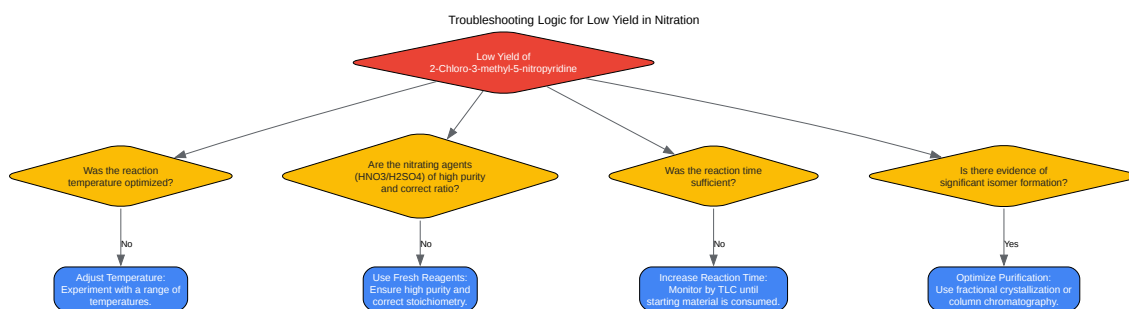 Troubleshooting Logic for Low Yield in Nitration
Low Yield of
2-Chloro-3-methyl-5-nitropyridine
Was the reaction
temperature optimized?
Are the nitrating agents
(HNO3/H2SO4) of high purity
and correct ratio?
Was the reaction time
sufficient?
Is there evidence of
significant isomer formation?
No
No
No
Yes
Adjust Temperature:
Experiment with a range of
temperatures.
Use Fresh Reagents:
Ensure high purity and
correct stoichiometry.
Increase Reaction Time:
Monitor by TLC until
starting material is consumed.
Optimize Purification:
Use fractional crystallization or
column chromatography.